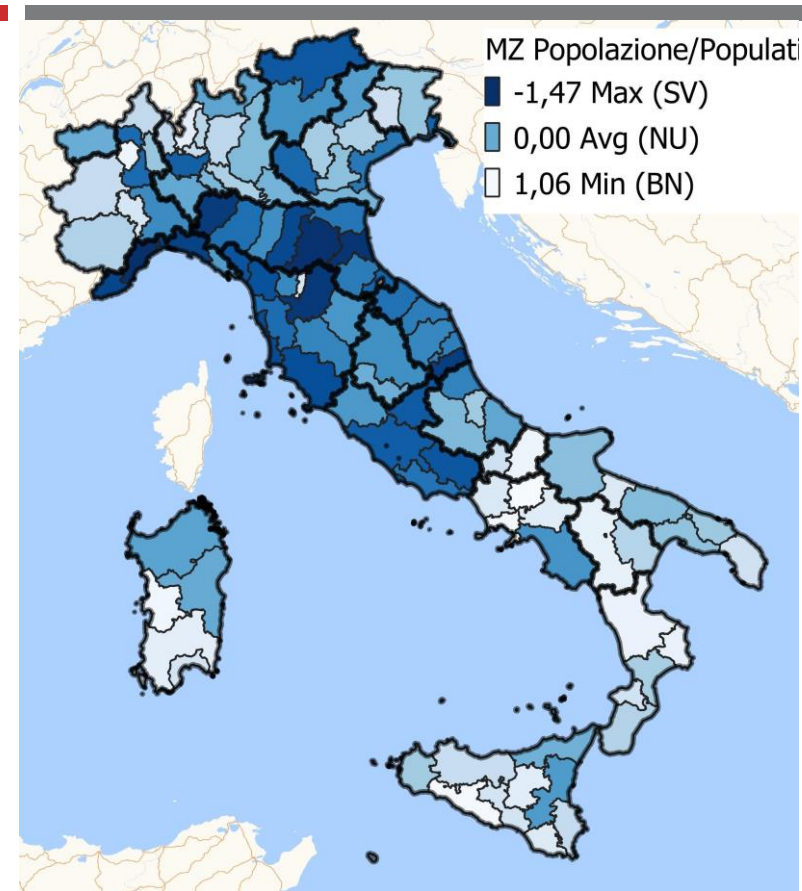 MZ Popolazione/Populati
-1,47 Max (SV)
0,00 Avg (NU)
1,06 Min (BN)